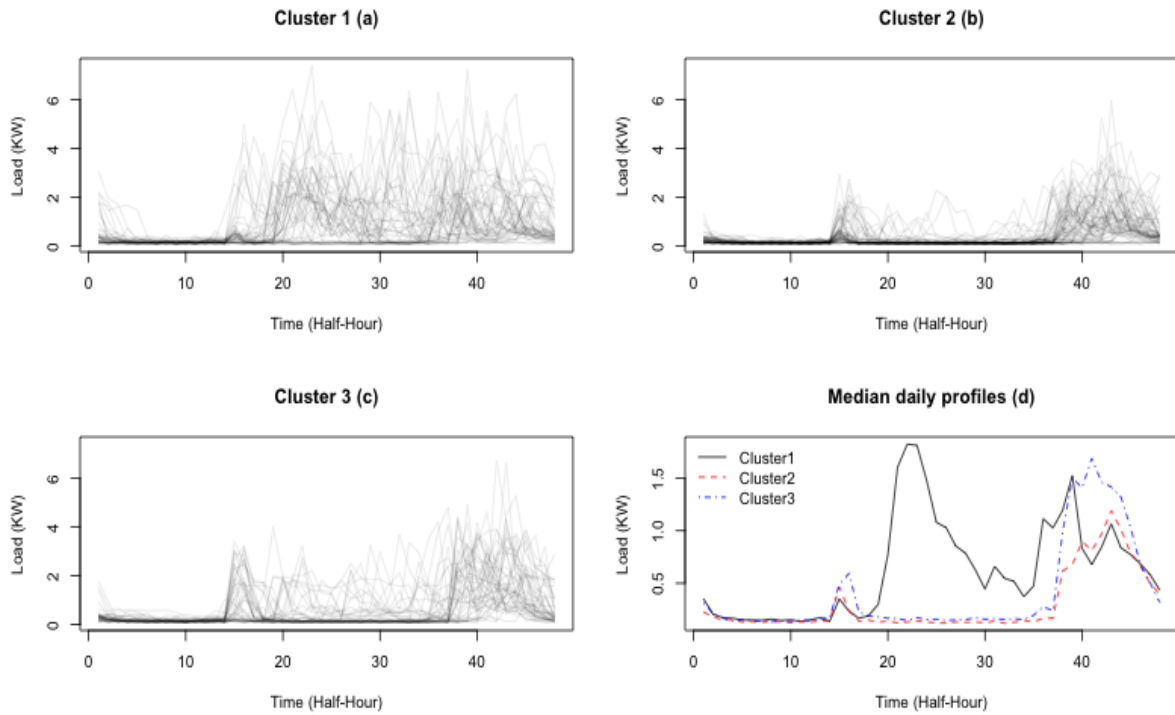 Cluster 1 (a)
Load (KW)
6
4
2
0
0 10 20 30 40
Time (Half-Hour)
Cluster 2 (b)
Load (KW)
6
4
2
0
0 10 20 30 40
Time (Half-Hour)
Cluster 3 (c)
Load (KW)
6
4
2
0
0 10 20 30 40
Time (Half-Hour)
Median daily profiles (d)
Cluster1
Cluster2
Cluster3
Load (KW)
1.5
1.0
0.5
0 10 20 30 40
Time (Half-Hour)